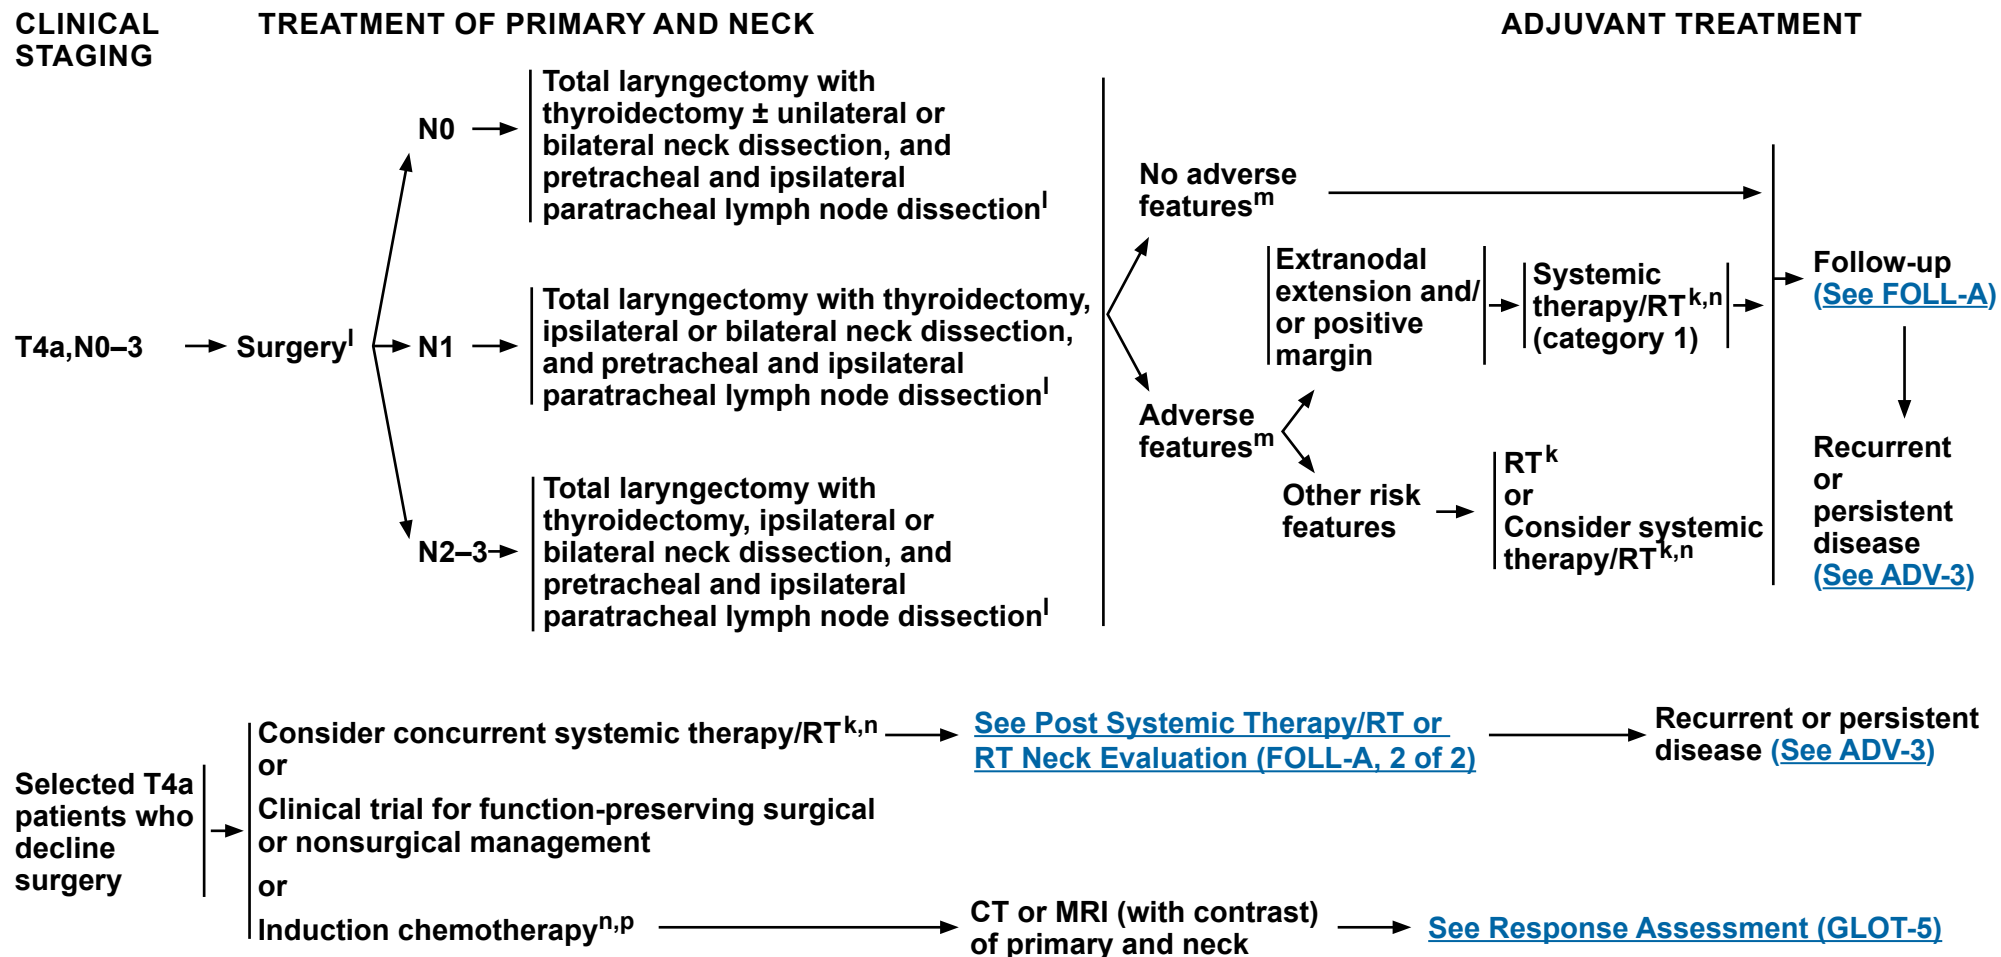 CLINICAL
STAGING
TREATMENT OF PRIMARY AND NECK
ADJUVANT TREATMENT
T4a,N0–3
Surgeryl
N0
Total laryngectomy with
thyroidectomy ± unilateral or
bilateral neck dissection, and
pretracheal and ipsilateral
paratracheal lymph node dissectionl
N1
Total laryngectomy with thyroidectomy,
ipsilateral or bilateral neck dissection,
and pretracheal and ipsilateral
paratracheal lymph node dissectionl
N2–3
Total laryngectomy with
thyroidectomy, ipsilateral or
bilateral neck dissection, and
pretracheal and ipsilateral
paratracheal lymph node dissectionl
No adverse
featuresm
Adverse
featuresm
Extranodal
extension and/
or positive
margin
Systemic
therapy/RTk,n
(category 1)
Other risk
features
RTk
or
Consider systemic
therapy/RTk,n
Follow-up
(See FOLL-A)
Recurrent
or
persistent
disease
(See ADV-3)
Selected T4a
patients who
decline
surgery
Consider concurrent systemic therapy/RTk,n
or
Clinical trial for function-preserving surgical
or nonsurgical management
or
Induction chemotherapyn,p
See Post Systemic Therapy/RT or
RT Neck Evaluation (FOLL-A, 2 of 2)
Recurrent or persistent
disease (See ADV-3)
CT or MRI (with contrast)
of primary and neck
See Response Assessment (GLOT-5)